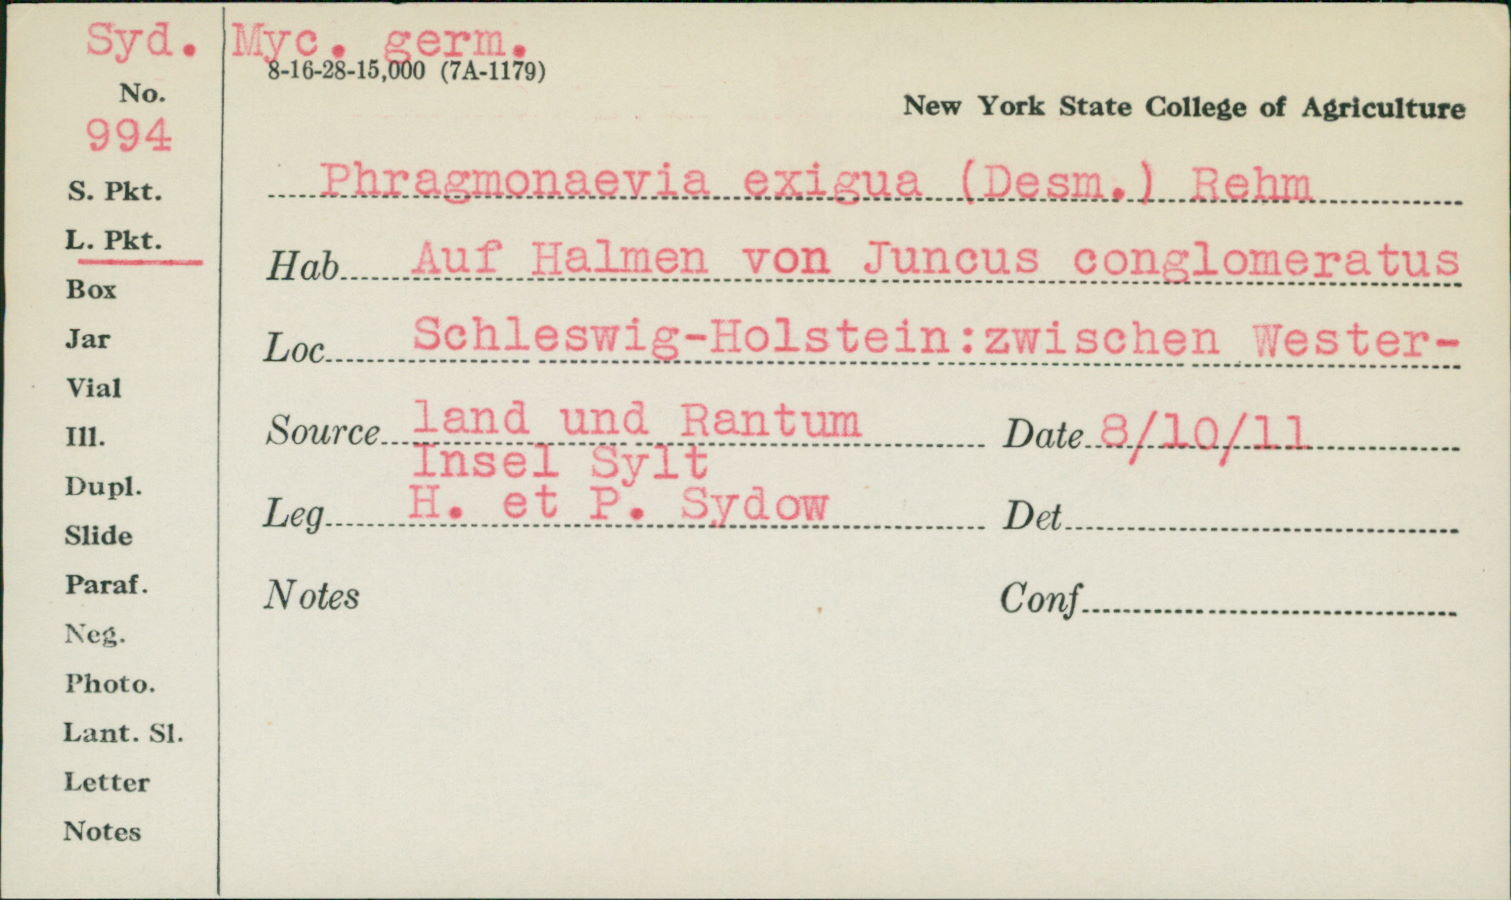 Syd. Myc. germ.
8-16-28-15,000 (7A-1179)
No.
994
New York State College of Agriculture
S. Pkt.
Phragmonaevia exigua (Desm.) Rehm
L. Pkt.
Hab. Auf Halmen von Juncus conglomeratus
Box
Jar
Loc. Schleswig-Holstein:zwischen Wester-
Vial
Ill.
Source land und Rantum Date 8/10/11
Insel Sylt
Dupl.
Leg. H. et P. Sydow Det.
Slide
Paraf.
Notes Conf.
Neg.
Photo.
Lant. Sl.
Letter
Notes